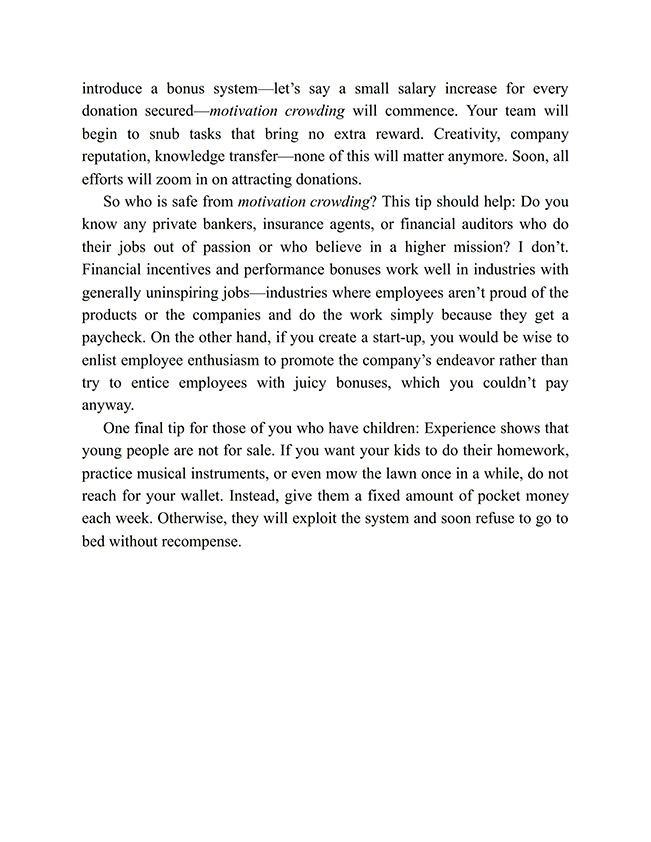 introduce a bonus system—let’s say a small salary increase for every
donation secured—motivation crowding will commence. Your team will
begin to snub tasks that bring no extra reward. Creativity, company
reputation, knowledge transfer—none of this will matter anymore. Soon, all
efforts will zoom in on attracting donations.
So who is safe from motivation crowding? This tip should help: Do you
know any private bankers, insurance agents, or financial auditors who do
their jobs out of passion or who believe in a higher mission? I don’t.
Financial incentives and performance bonuses work well in industries with
generally uninspiring jobs—industries where employees aren’t proud of the
products or the companies and do the work simply because they get a
paycheck. On the other hand, if you create a start-up, you would be wise to
enlist employee enthusiasm to promote the company’s endeavor rather than
try to entice employees with juicy bonuses, which you couldn’t pay
anyway.
One final tip for those of you who have children: Experience shows that
young people are not for sale. If you want your kids to do their homework,
practice musical instruments, or even mow the lawn once in a while, do not
reach for your wallet. Instead, give them a fixed amount of pocket money
each week. Otherwise, they will exploit the system and soon refuse to go to
bed without recompense.